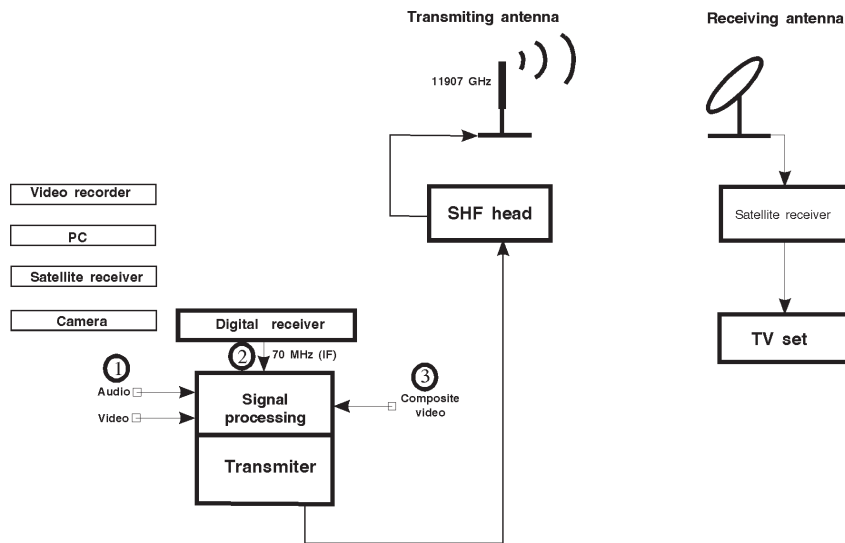 Transmiting antenna
Receiving antenna
11907 GHz
Video recorder
SHF head
Satellite receiver
PC
Satellite receiver
Camera
Digital receiver
TV set
1
2
70 MHz (IF)
3
Audio
Signal
processing
Composite
video
Video
Transmiter